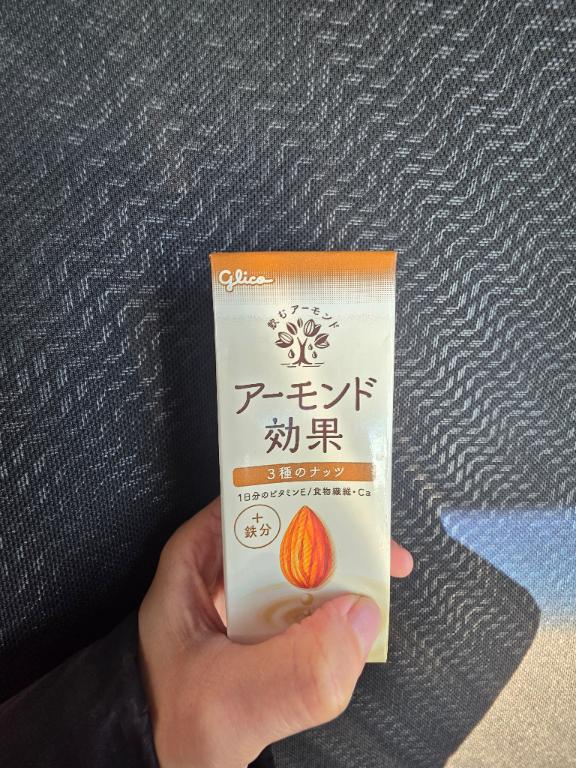 Glico
飲むアーモンド
アーモンド
効果
3種のナッツ
1日分のビタミンE/食物繊維・Ca
+
鉄分